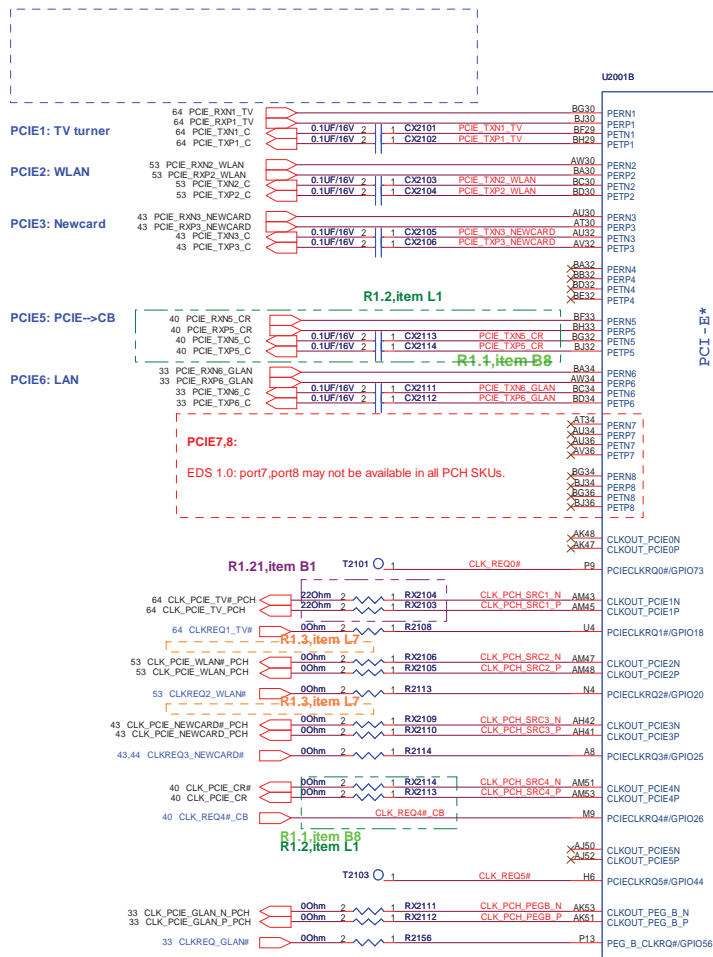 U2001B
PCIE1: TV turner
64 PCIE_RXN1_TV BG30 PERN1
64 PCIE_RXP1_TV BJ30 PERP1
64 PCIE_TXN1_C 0.1UF/16V 2 1 CX2101 PCIE_TXN1_TV BF29 PETN1
64 PCIE_TXP1_C 0.1UF/16V 2 1 CX2102 PCIE_TXP1_TV BH29 PETP1
PCIE2: WLAN
53 PCIE_RXN2_WLAN AW30 PERN2
53 PCIE_RXP2_WLAN BA30 PERP2
53 PCIE_TXN2_C 0.1UF/16V 2 1 CX2103 PCIE_TXN2_WLAN BC30 PETN2
53 PCIE_TXP2_C 0.1UF/16V 2 1 CX2104 PCIE_TXP2_WLAN BD30 PETP2
PCIE3: Newcard
43 PCIE_RXN3_NEWCARD AU30 PERN3
43 PCIE_RXP3_NEWCARD AT30 PERP3
43 PCIE_TXN3_C 0.1UF/16V 2 1 CX2105 PCIE_TXN3_NEWCARD AU32 PETN3
43 PCIE_TXP3_C 0.1UF/16V 2 1 CX2106 PCIE_TXP3_NEWCARD AV32 PETP3
BA32 PERN4
BB32 PERP4
BD32 PETN4
BE32 PETP4
PCI-E*
R1.2,item L1
PCIE5: PCIE-->CB
40 PCIE_RXN5_CR BF33 PERN5
40 PCIE_RXP5_CR BH33 PERP5
40 PCIE_TXN5_C 0.1UF/16V 2 1 CX2113 PCIE_TXN5_CR BG32 PETN5
40 PCIE_TXP5_C 0.1UF/16V 2 1 CX2114 PCIE_TXP5_CR BJ32 PETP5
R1.1,item B8
PCIE6: LAN
33 PCIE_RXN6_GLAN BA34 PERN6
33 PCIE_RXP6_GLAN AW34 PERP6
33 PCIE_TXN6_C 0.1UF/16V 2 1 CX2111 PCIE_TXN6_GLAN BC34 PETN6
33 PCIE_TXP6_C 0.1UF/16V 2 1 CX2112 PCIE_TXP6_GLAN BD34 PETP6
PCIE7,8:
EDS 1.0: port7,port8 may not be available in all PCH SKUs.
AT34 PERN7
AU34 PERP7
AU36 PETN7
AV36 PETP7
BG34 PERN8
BJ34 PERP8
BG36 PETN8
BJ36 PETP8
AK48 CLKOUT_PCIE0N
AK47 CLKOUT_PCIE0P
R1.21,item B1
T2101 1 CLK_REQ0# P9 PCIECLKRQ0#/GPIO73
64 CLK_PCIE_TV#_PCH 22Ohm 2 1 RX2104 CLK_PCH_SRC1_N AM43 CLKOUT_PCIE1N
64 CLK_PCIE_TV_PCH 22Ohm 2 1 RX2103 CLK_PCH_SRC1_P AM45 CLKOUT_PCIE1P
64 CLKREQ1_TV# 0Ohm 2 1 R2108 U4 PCIECLKRQ1#/GPIO18
R1.3,item L7
53 CLK_PCIE_WLAN#_PCH 0Ohm 2 1 RX2106 CLK_PCH_SRC2_N AM47 CLKOUT_PCIE2N
53 CLK_PCIE_WLAN_PCH 0Ohm 2 1 RX2105 CLK_PCH_SRC2_P AM48 CLKOUT_PCIE2P
53 CLKREQ2_WLAN# 0Ohm 2 1 R2113 N4 PCIECLKRQ2#/GPIO20
R1.3,item L7
43 CLK_PCIE_NEWCARD#_PCH 0Ohm 2 1 RX2109 CLK_PCH_SRC3_N AH42 CLKOUT_PCIE3N
43 CLK_PCIE_NEWCARD_PCH 0Ohm 2 1 RX2110 CLK_PCH_SRC3_P AH41 CLKOUT_PCIE3P
43,44 CLKREQ3_NEWCARD# 0Ohm 2 1 R2114 A8 PCIECLKRQ3#/GPIO25
40 CLK_PCIE_CR# 0Ohm 2 1 RX2114 CLK_PCH_SRC4_N AM51 CLKOUT_PCIE4N
40 CLK_PCIE_CR 0Ohm 2 1 RX2113 CLK_PCH_SRC4_P AM53 CLKOUT_PCIE4P
40 CLK_REQ4#_CB CLK_REQ4#_CB M9 PCIECLKRQ4#/GPIO26
R1.1,item B8
R1.2,item L1
AJ50 CLKOUT_PCIE5N
AJ52 CLKOUT_PCIE5P
T2103 1 CLK_REQ5# H6 PCIECLKRQ5#/GPIO44
33 CLK_PCIE_GLAN_N_PCH 0Ohm 2 1 RX2111 CLK_PCH_PEGB_N AK53 CLKOUT_PEG_B_N
33 CLK_PCIE_GLAN_P_PCH 0Ohm 2 1 RX2112 CLK_PCH_PEGB_P AK51 CLKOUT_PEG_B_P
33 CLKREQ_GLAN# 0Ohm 2 1 R2156 P13 PEG_B_CLKRQ#/GPIO56